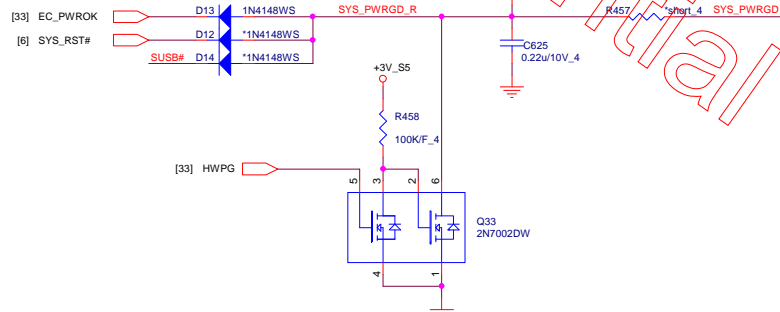 [33] EC_PWROK D13 1N4148WS SYS_PWRGD_R R457 *short_4 SYS_PWRGD
[6] SYS_RST# D12 *1N4148WS
SUSB# D14 *1N4148WS
C625
0.22u/10V_4
+3V_S5
R458
100K/F_4
[33] HWPG
5 3 2 6
Q33
2N7002DW
4 1